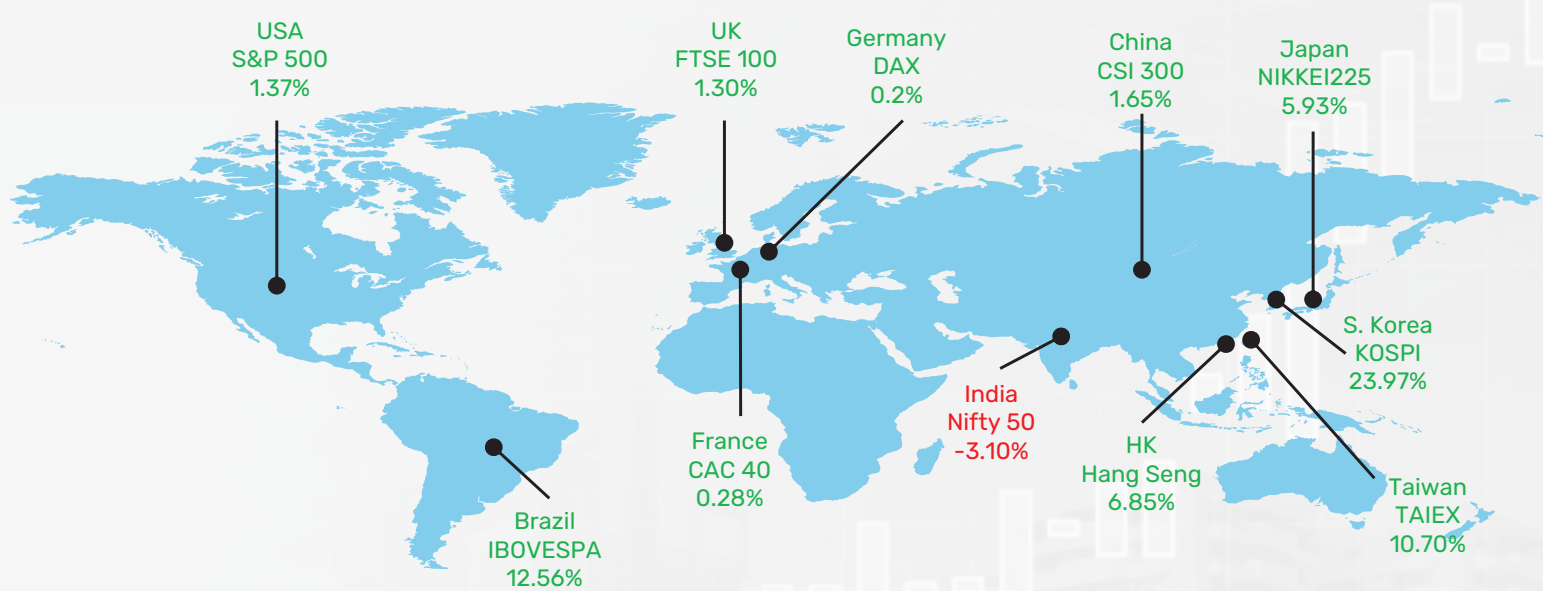 USA
S&P 500
1.37%
UK
FTSE 100
1.30%
Germany
DAX
0.2%
China
CSI 300
1.65%
Japan
NIKKEI225
5.93%
S. Korea
KOSPI
23.97%
India
Nifty 50
-3.10%
France
CAC 40
0.28%
HK
Hang Seng
6.85%
Taiwan
TAIEX
10.70%
Brazil
IBOVESPA
12.56%